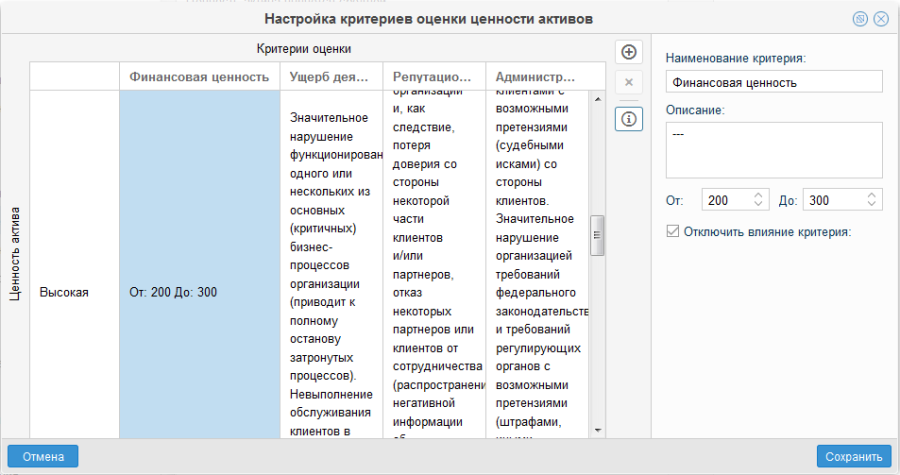 Настройка критериев оценки ценности активов
Критерии оценки
Финансовая ценность
Ущерб дея...
Репутацио...
Администр...
Ценность актива
Высокая
От: 200 До: 300
Значительное
нарушение
функционирован
одного или
нескольких из
основных
(критичных)
бизнес-
процессов
организации
(приводит к
полному
останову
затронутых
процессов).
Невыполнение
обслуживания
клиентов в
организации
и, как
следствие,
потеря
доверия со
стороны
некоторой
части
клиентов
и/или
партнеров,
отказ
некоторых
партнеров или
клиентов от
сотрудничества
(распространени
негативной
информации
об
клиентами с
возможными
претензиями
(судебными
исками) со
стороны
клиентов.
Значительное
нарушение
организацией
требований
федерального
законодательств
и требований
регулирующих
органов с
возможными
претензиями
(штрафами,
иными
Наименование критерия:
Финансовая ценность
Описание:
---
От: 200 До: 300
Отключить влияние критерия:
Отмена
Сохранить